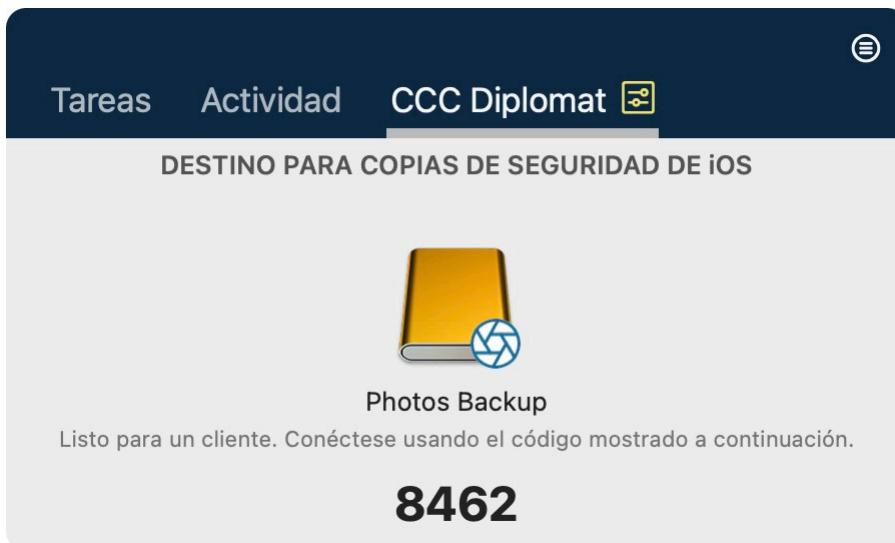 Tareas Actividad CCC Diplomat
DESTINO PARA COPIAS DE SEGURIDAD DE iOS
Photos Backup
Listo para un cliente. Conéctese usando el código mostrado a continuación.
8462